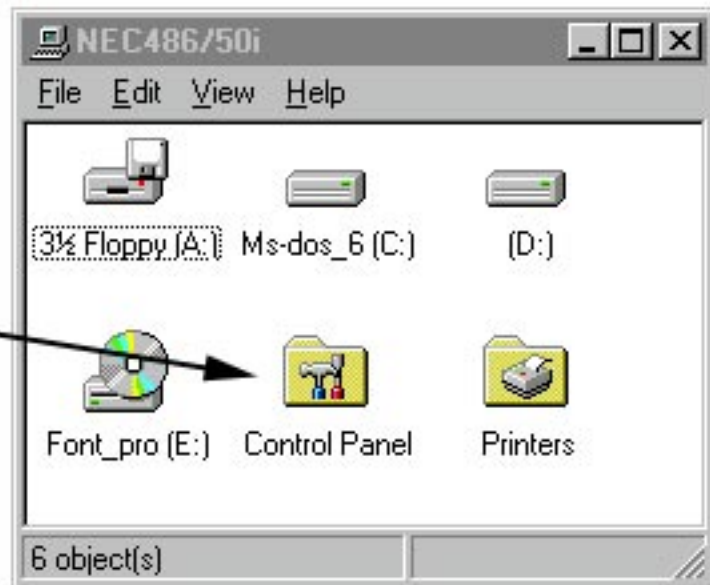 NEC486/50i
File Edit View Help
3½ Floppy (A:) Ms-dos_6 (C:) (D:)
Font_pro (E:) Control Panel Printers
6 object(s)